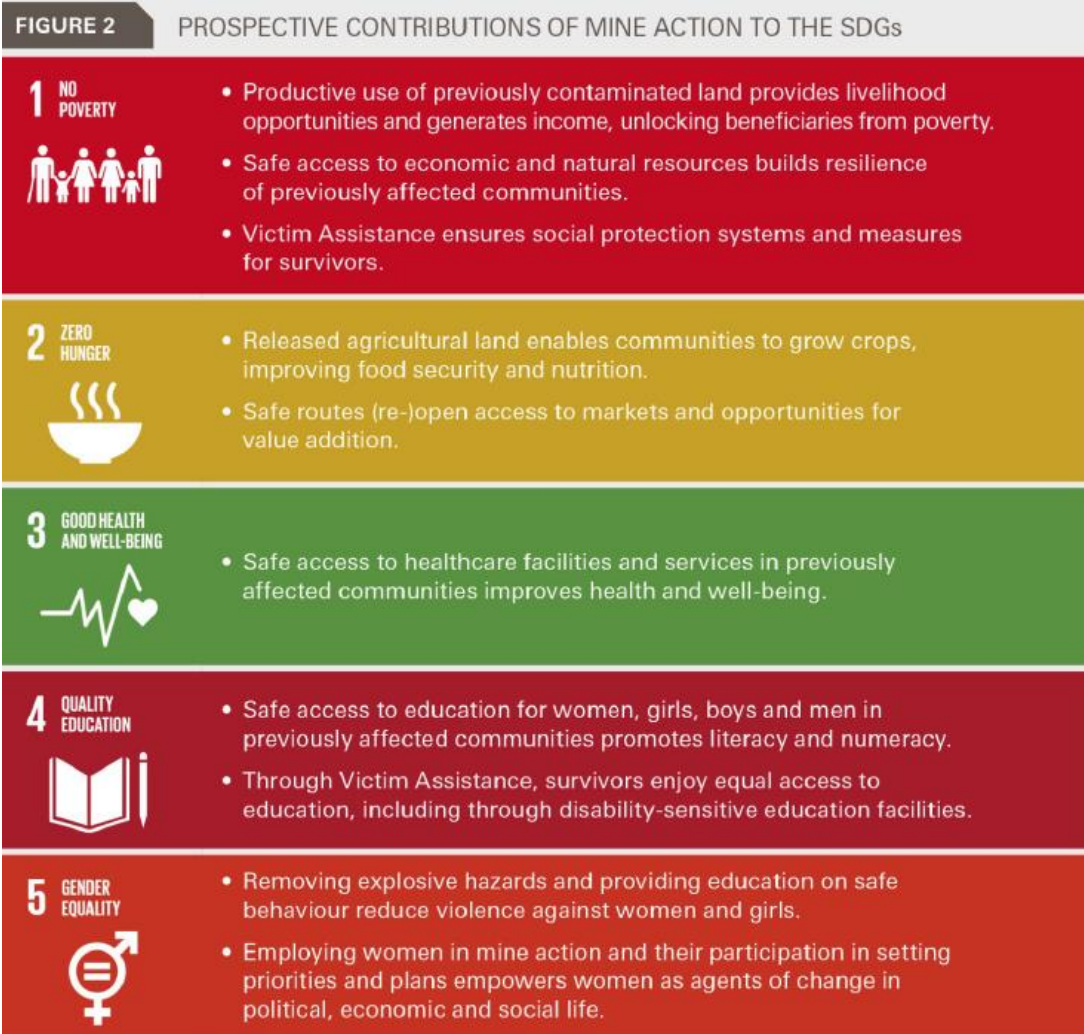 FIGURE 2
PROSPECTIVE CONTRIBUTIONS OF MINE ACTION TO THE SDGs
1 NO
POVERTY
• Productive use of previously contaminated land provides livelihood
opportunities and generates income, unlocking beneficiaries from poverty.
• Safe access to economic and natural resources builds resilience
of previously affected communities.
• Victim Assistance ensures social protection systems and measures
for survivors.
2 ZERO
HUNGER
• Released agricultural land enables communities to grow crops,
improving food security and nutrition.
• Safe routes (re-)open access to markets and opportunities for
value addition.
3 GOOD HEALTH
AND WELL-BEING
• Safe access to healthcare facilities and services in previously
affected communities improves health and well-being.
4 QUALITY
EDUCATION
• Safe access to education for women, girls, boys and men in
previously affected communities promotes literacy and numeracy.
• Through Victim Assistance, survivors enjoy equal access to
education, including through disability-sensitive education facilities.
5 GENDER
EQUALITY
• Removing explosive hazards and providing education on safe
behaviour reduce violence against women and girls.
• Employing women in mine action and their participation in setting
priorities and plans empowers women as agents of change in
political, economic and social life.